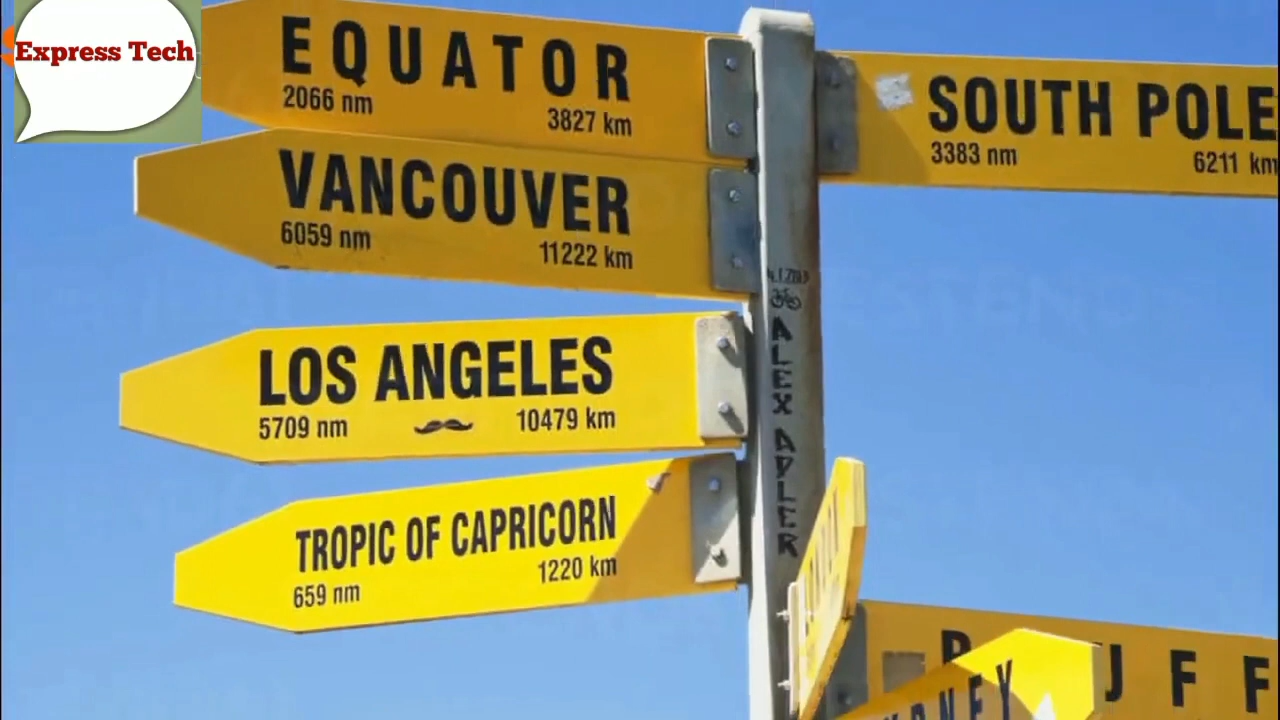 Express Tech
EQUATOR
2066 nm 3827 km
SOUTH POLE
3383 nm 6211 km
VANCOUVER
6059 nm 11222 km
LOS ANGELES
5709 nm 10479 km
TROPIC OF CAPRICORN
659 nm 1220 km
ALEX ADLER